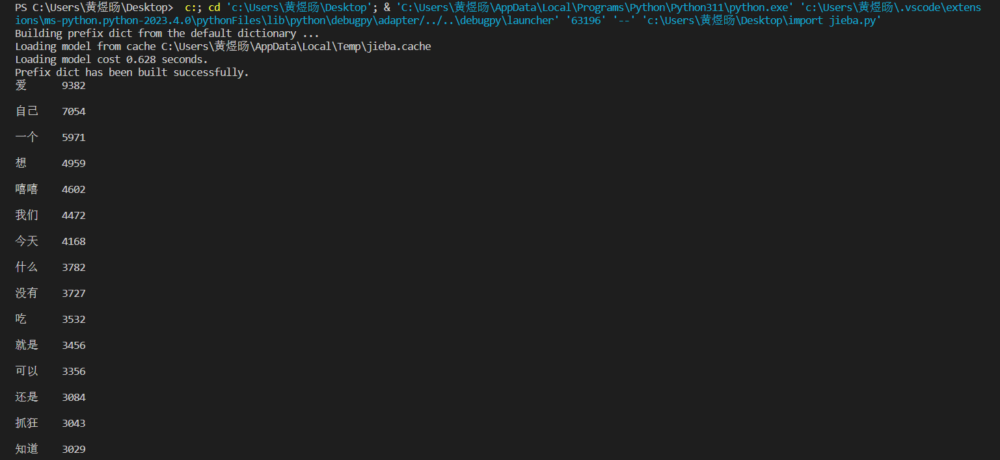 PS C:\Users\黄煜旸\Desktop>  c:; cd 'c:\Users\黄煜旸\Desktop'; & 'C:\Users\黄煜旸\AppData\Local\Programs\Python\Python311\python.exe' 'c:\Users\黄煜旸\.vscode\extens
ions\ms-python.python-2023.4.0\pythonFiles\lib\python\debugpy\adapter/../..\debugpy\launcher' '63196' '--' 'c:\Users\黄煜旸\Desktop\import jieba.py'
Building prefix dict from the default dictionary ...
Loading model from cache C:\Users\黄煜旸\AppData\Local\Temp\jieba.cache
Loading model cost 0.628 seconds.
Prefix dict has been built successfully.
爱 9382
自己 7054
一个 5971
想 4959
嘻嘻 4602
我们 4472
今天 4168
什么 3782
没有 3727
吃 3532
就是 3456
可以 3356
还是 3084
抓狂 3043
知道 3029